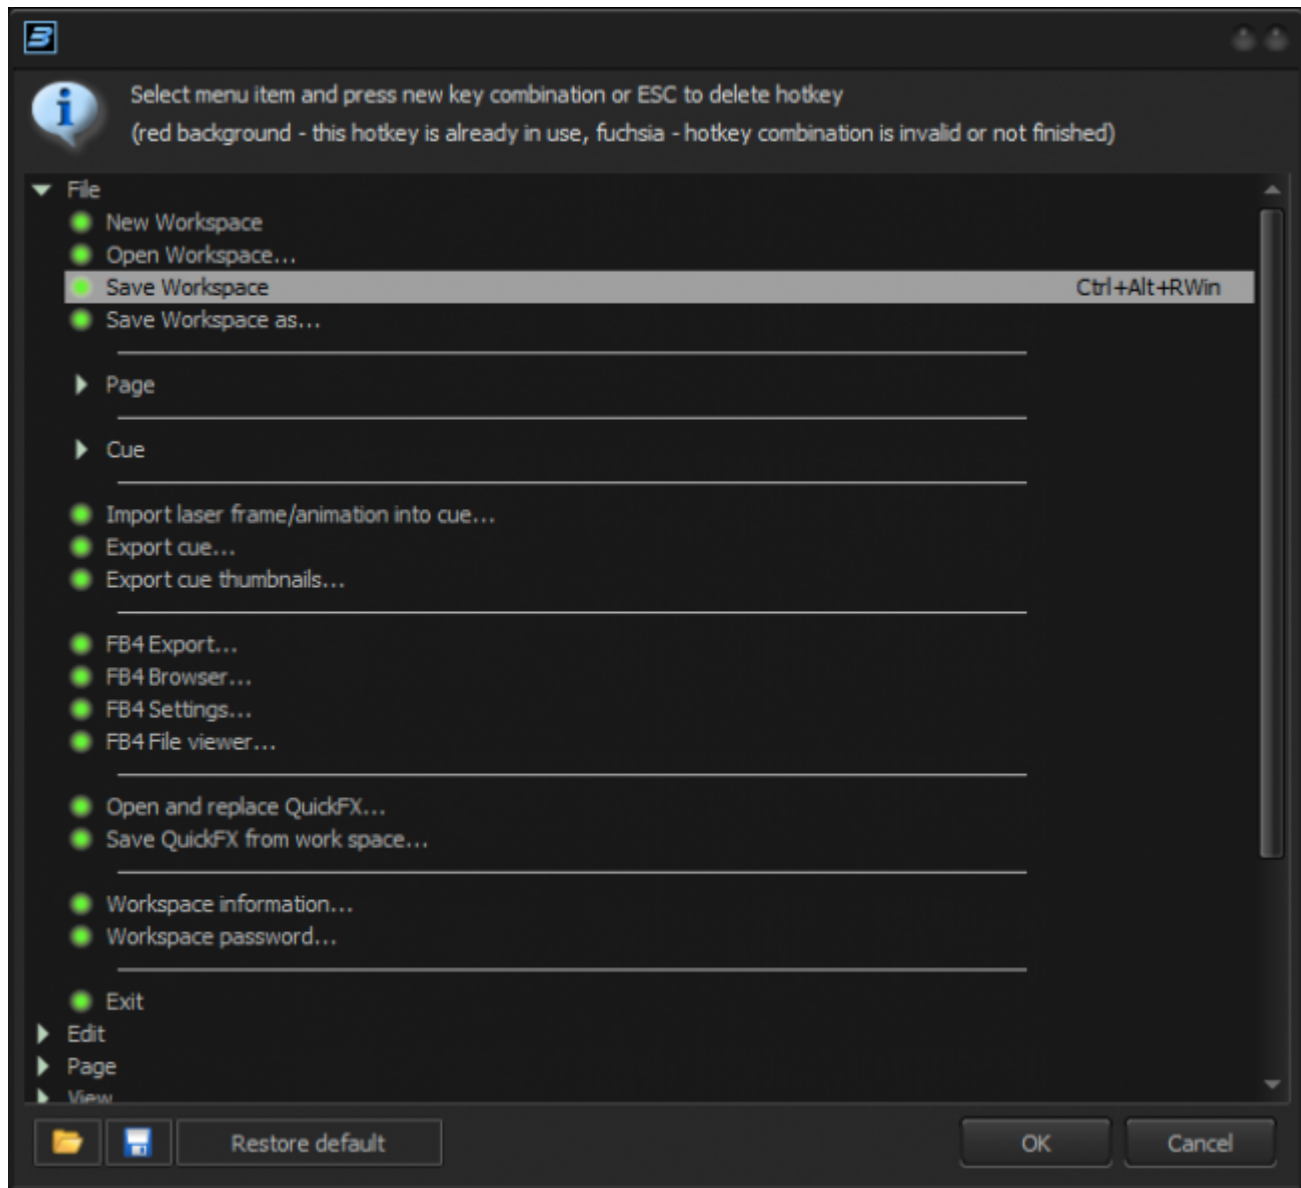 Select menu item and press new key combination or ESC to delete hotkey
(red background - this hotkey is already in use, fuchsia - hotkey combination is invalid or not finished)
File
New Workspace
Open Workspace...
Save Workspace Ctrl+Alt+RWin
Save Workspace as...
Page
Cue
Import laser frame/animation into cue...
Export cue...
Export cue thumbnails...
FB4 Export...
FB4 Browser...
FB4 Settings...
FB4 File viewer...
Open and replace QuickFX...
Save QuickFX from work space...
Workspace information...
Workspace password...
Exit
Edit
Page
View
Restore default OK Cancel